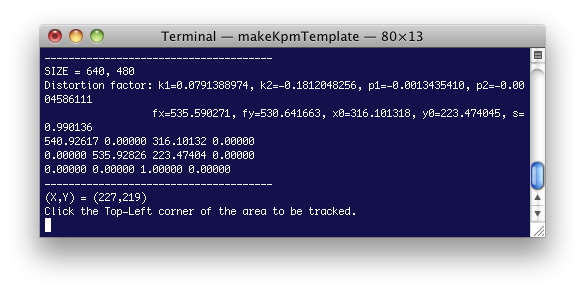 Terminal — makeKpmTemplate — 80×13
--------------------------------------
SIZE = 640, 480
Distortion factor: k1=0.0791388974, k2=-0.1812048256, p1=-0.0013435410, p2=-0.00
04586111
                  fx=535.590271, fy=530.641663, x0=316.101318, y0=223.474045, s=
0.990136
540.92617 0.00000 316.10132 0.00000
0.00000 535.92826 223.47404 0.00000
0.00000 0.00000 1.00000 0.00000
--------------------------------------
(X,Y) = (227,219)
Click the Top-Left corner of the area to be tracked.